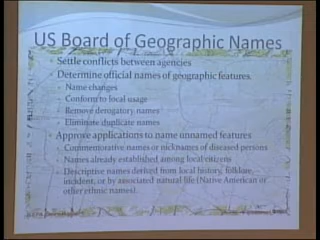 US Board of Geographic Names
Settle conflicts between agencies
Determine official names of geographic features
Name changes
Conform to local usage
Remove derogatory names
Eliminate duplicate names
Approve applications to name unnamed features
Commemorative names or nicknames of diseased persons
Names already established among local citizens
Descriptive names derived from local history, folklore,
incident, or by associated natural life (Native American or
other ethnic names).